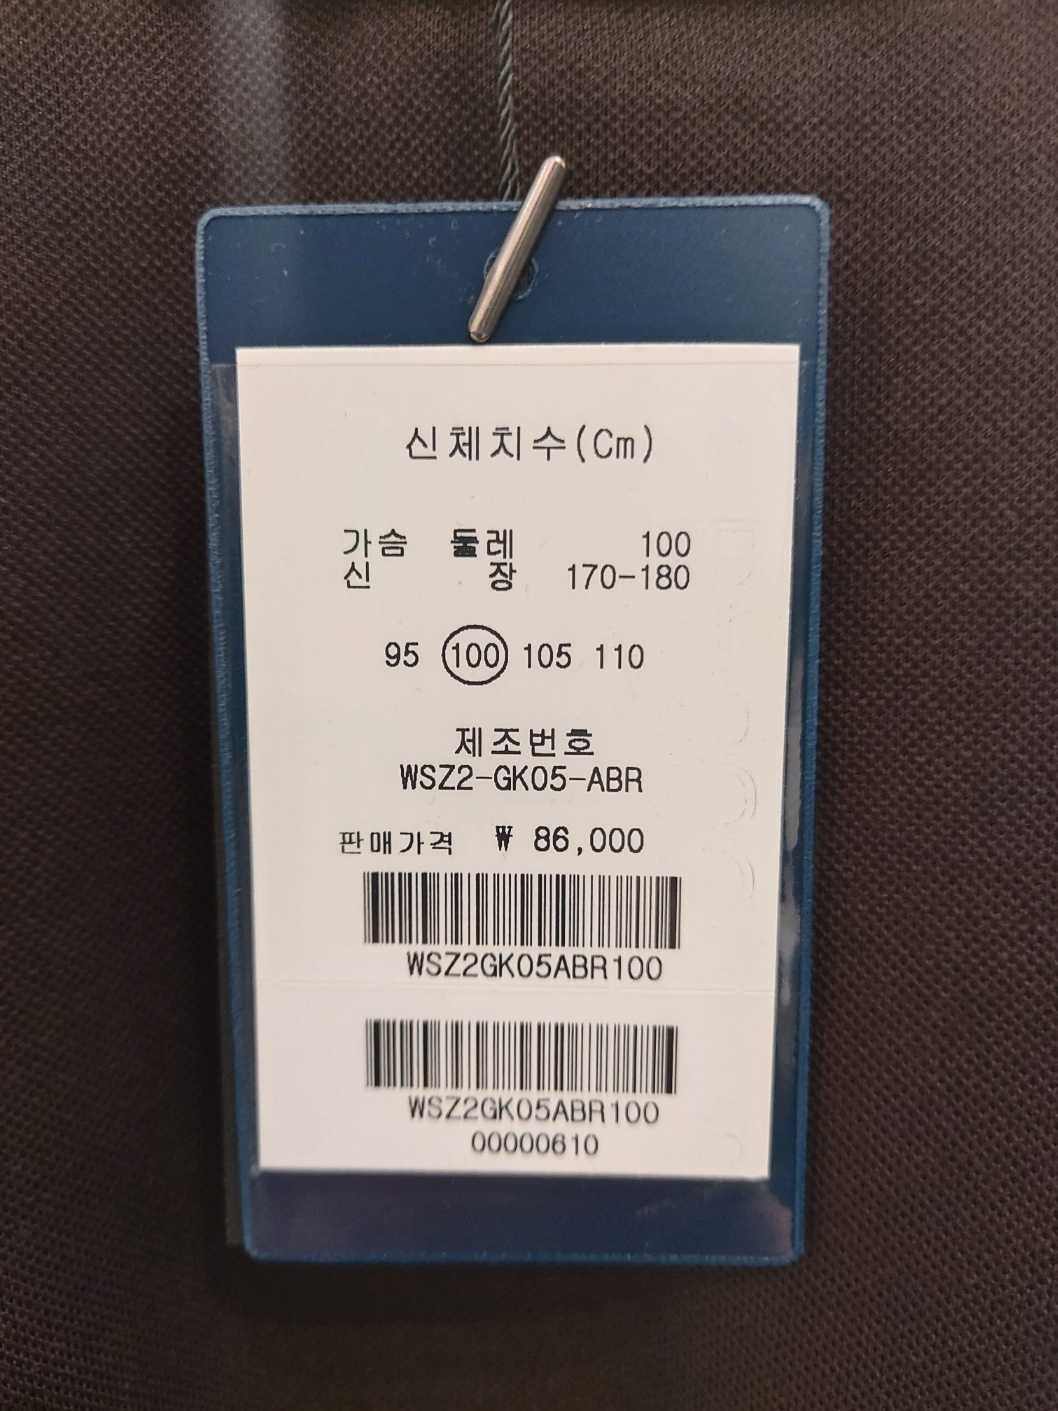 신체치수(Cm)
가슴 둘레 100
신 장 170-180
95 100 105 110
제조번호
WSZ2-GK05-ABR
판매가격 ₩ 86,000
WSZ2GK05ABR100
WSZ2GK05ABR100
00000610